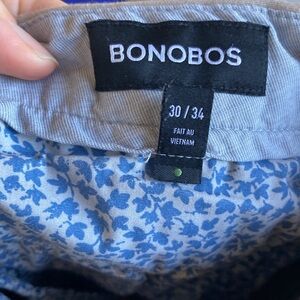 BONOBOS
30 / 34
FAIT AU
VIETNAM